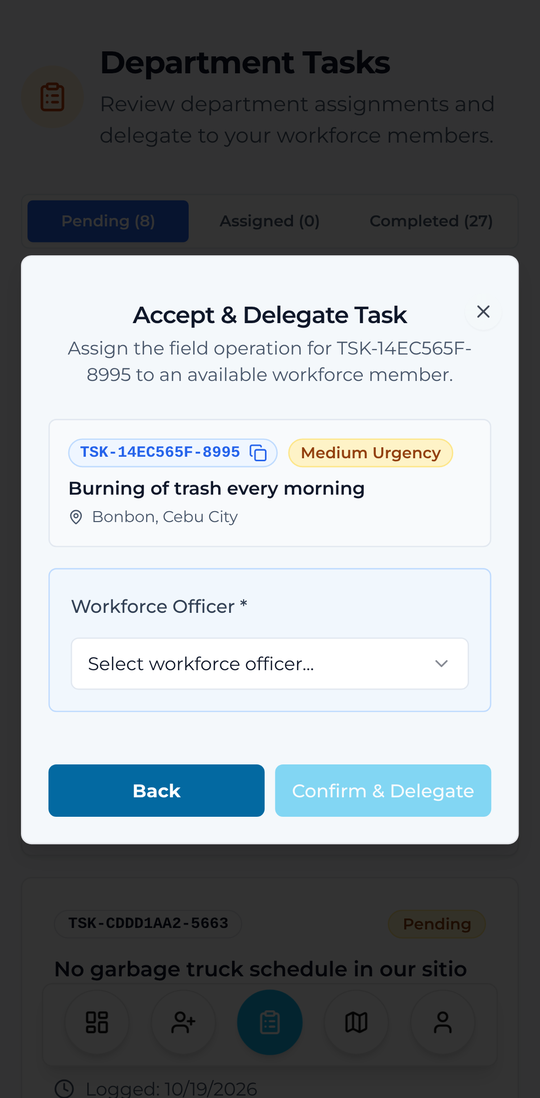 Department Tasks
Review department assignments and
delegate to your workforce members.
Pending (8)
Assigned (0)
Completed (27)
Accept & Delegate Task
Assign the field operation for TSK-14EC565F-
8995 to an available workforce member.
TSK-14EC565F-8995
Medium Urgency
Burning of trash every morning
Bonbon, Cebu City
Workforce Officer *
Select workforce officer...
Back
Confirm & Delegate
TSK-CDDD1AA2-5663
Pending
No garbage truck schedule in our sitio
Logged: 10/19/2026